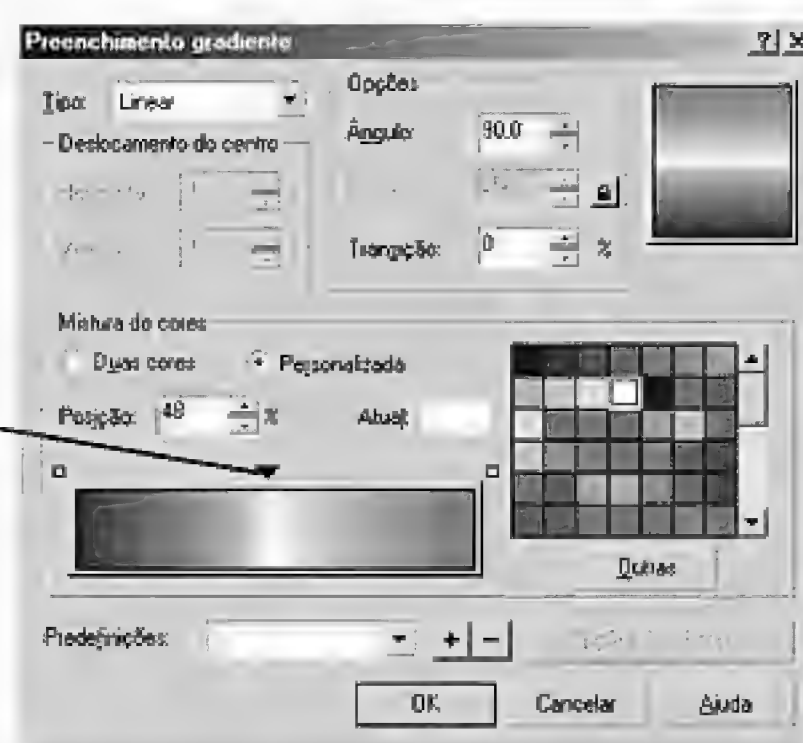 Preenchimento gradiente
Tipo: Linear
Deslocamento do centro
Opções
Ângulo: 90.0
Transição: 0 %
Mistura de cores
Duas cores Personalizada
Posição: 48 % Atual:
Outras
Predefinições: + -
OK Cancelar Ajuda